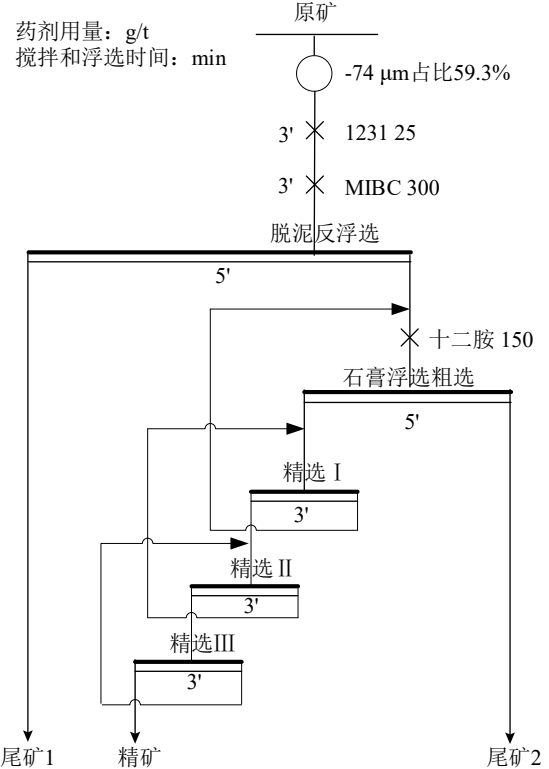 原矿
药剂用量：g/t
搅拌和浮选时间：min
-74 μm占比59.3%
3' 1231 25
3' MIBC 300
脱泥反浮选
5'
十二胺 150
石膏浮选粗选
5'
精选Ⅰ
3'
精选Ⅱ
3'
精选Ⅲ
3'
尾矿1 精矿 尾矿2